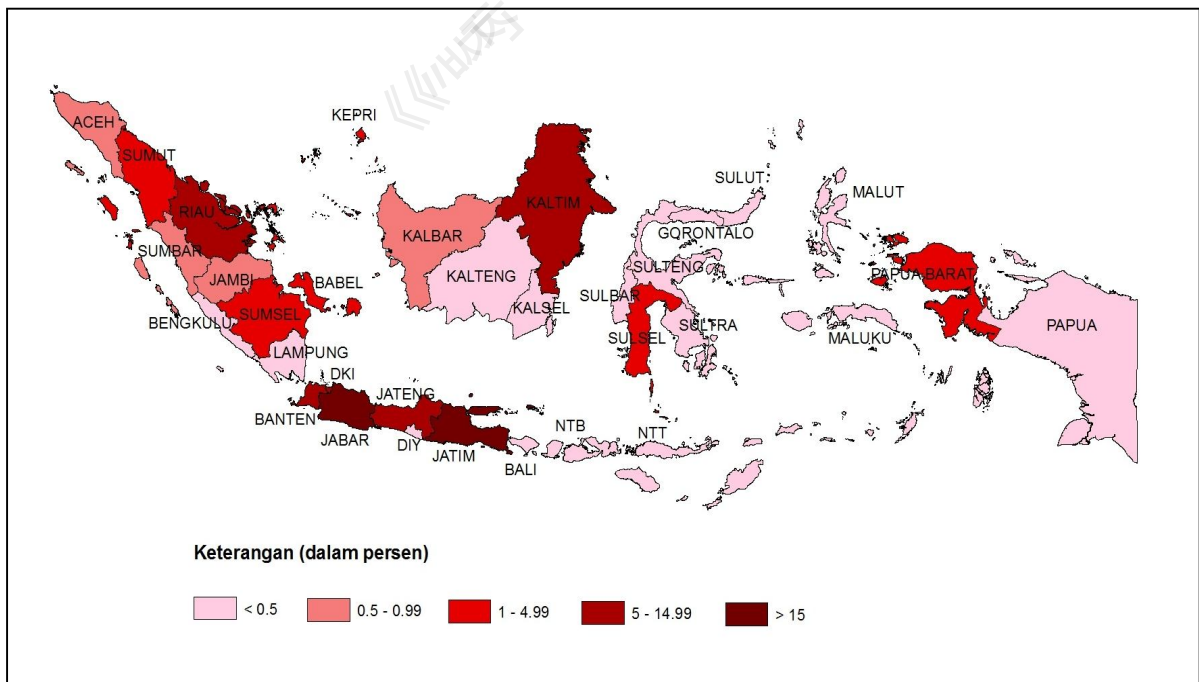 ACEH
SUMUT
KEPRI
RIAU
SUMBAR
JAMBI
BABEL
SUMSEL
BENGKULU
LAMPUNG
DKI
JATENG
BANTEN
JABAR
DIY
JATIM
BALI
NTB
NTT
KALBAR
KALTIM
KALTENG
KALSEL
SULUT
GORONTALO
SULTENG
SULBAR
SULSEL
SULTRA
MALUT
PAPUA BARAT
MALUKU
PAPUA
Keterangan (dalam persen)
< 0.5
0.5 - 0.99
1 - 4.99
5 - 14.99
> 15